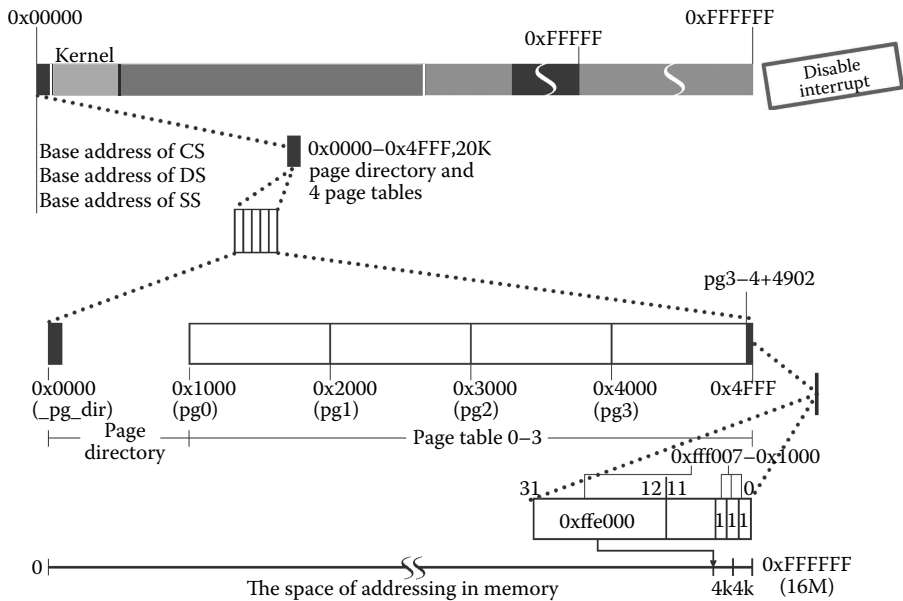 0x00000
0xFFFFFF
0xFFFFF
Kernel
Disable
interrupt
Base address of CS
Base address of DS
Base address of SS
0x0000–0x4FFF,20K
page directory and
4 page tables
pg3–4+4902
0x0000
(_pg_dir)
0x1000
(pg0)
0x2000
(pg1)
0x3000
(pg2)
0x4000
(pg3)
0x4FFF
Page
directory
Page table 0–3
0xfff007–0x1000
31
12
11
0
0xffe000
1
1
1
0
0xFFFFFF
(16M)
The space of addressing in memory
4k4k